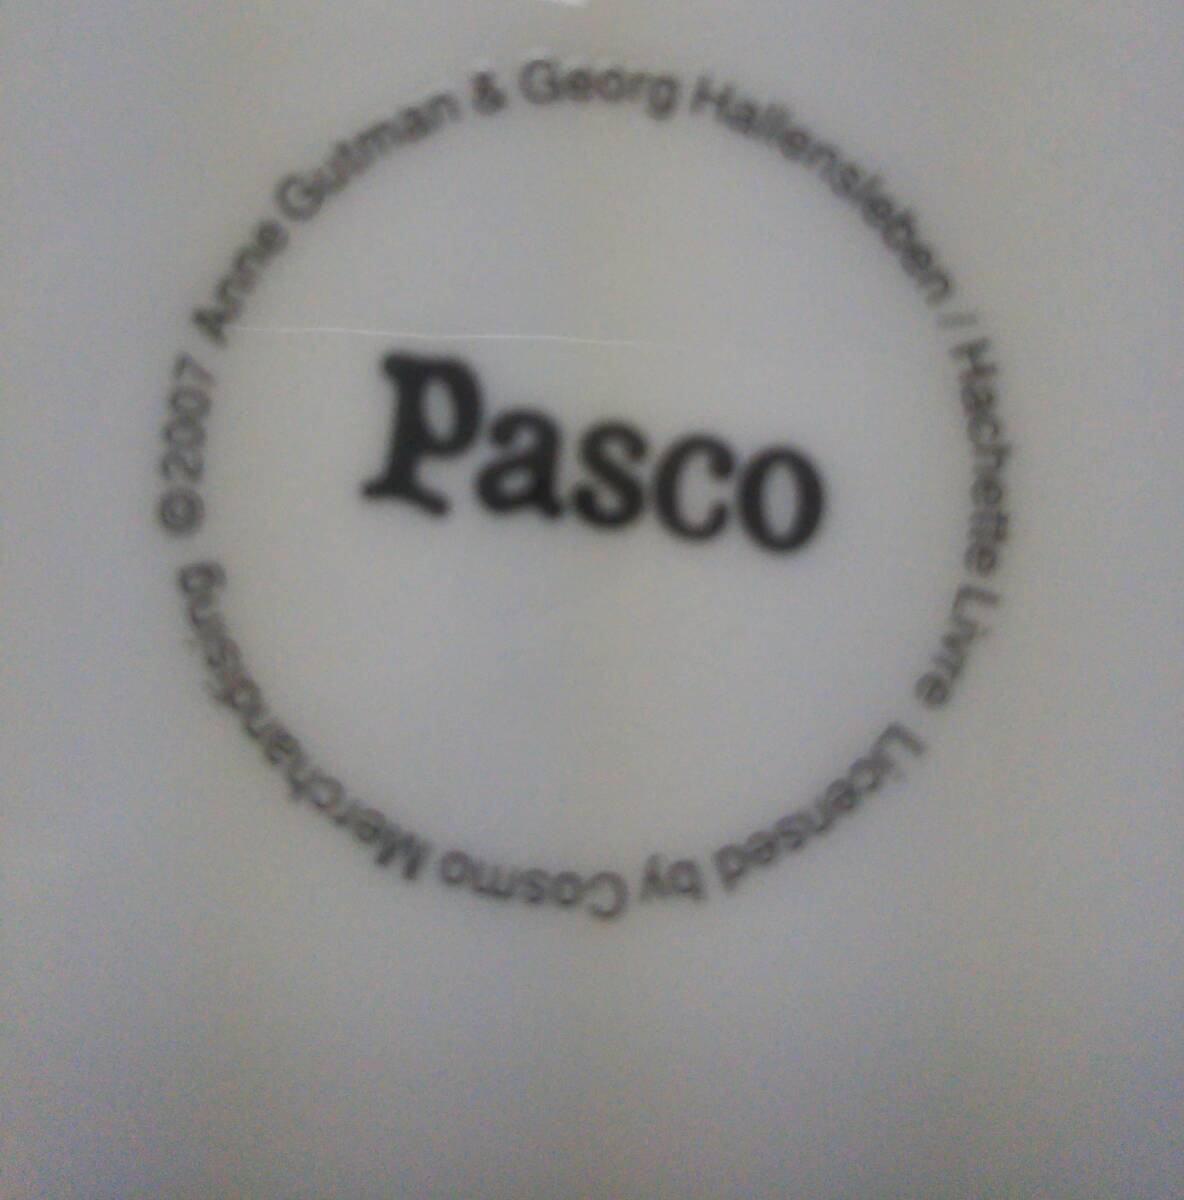 ©2007 Anne Gutman & Georg Hallensleben / Hachette Livre Licensed by Cosmo Merchandising
Pasco